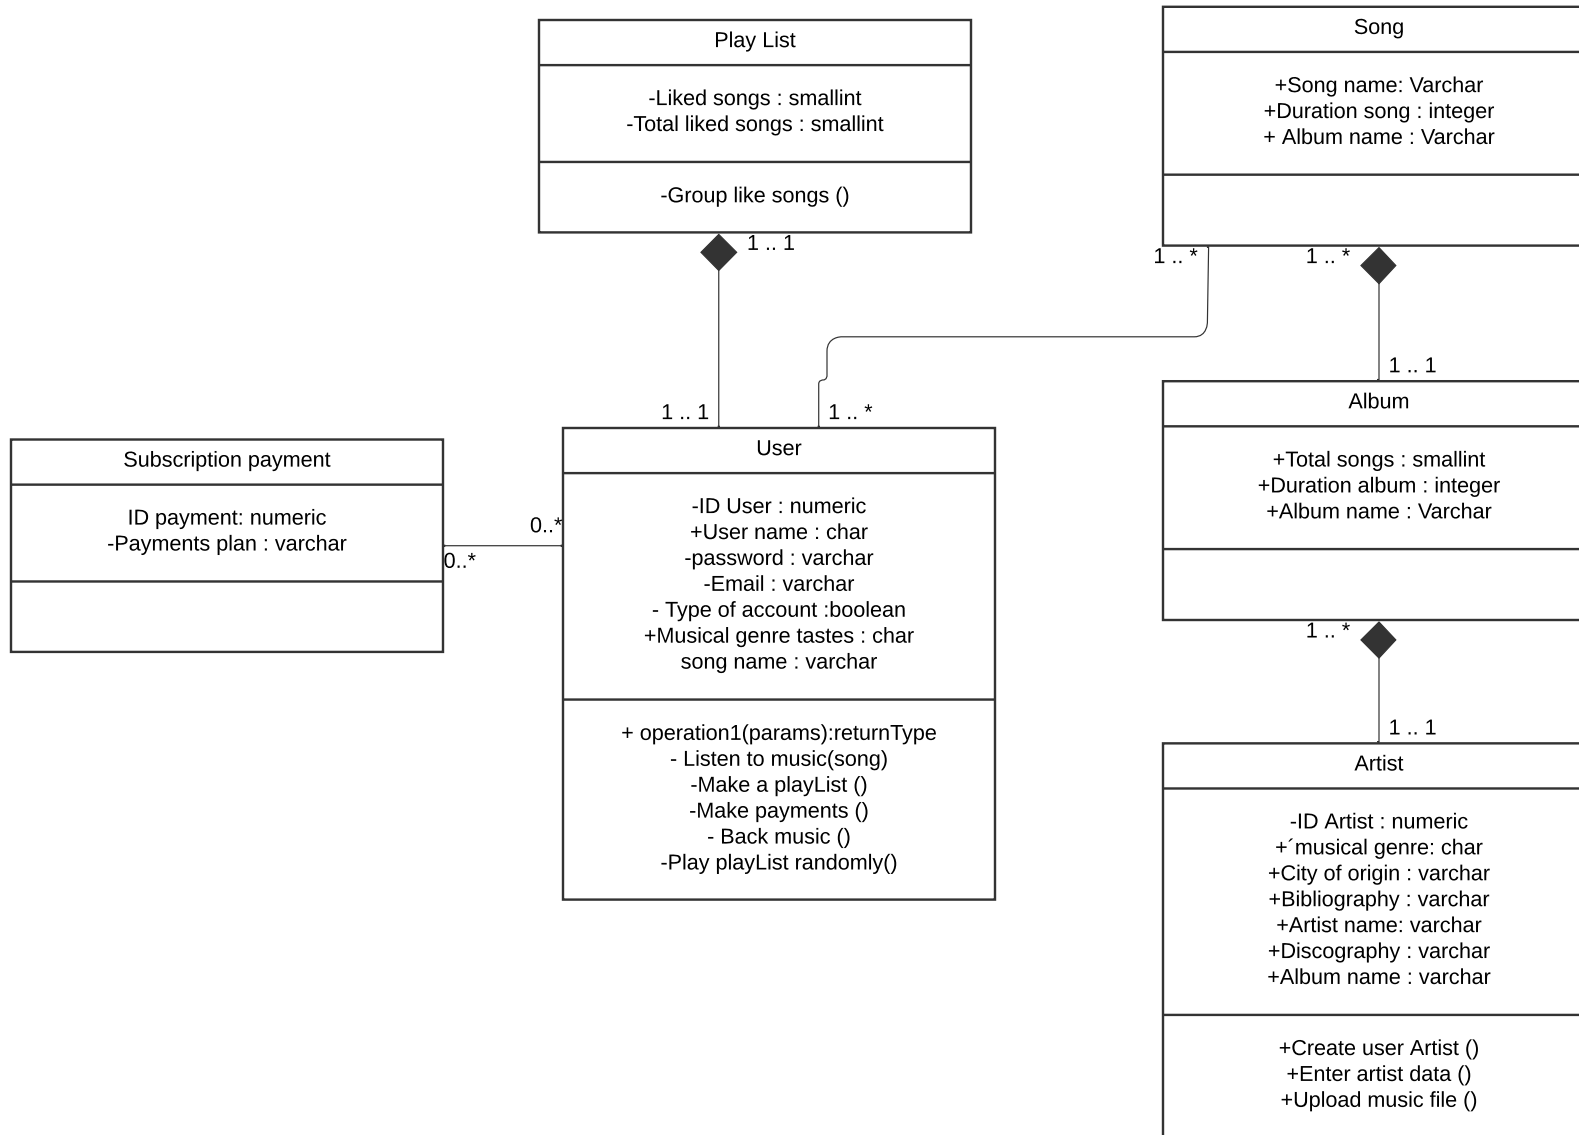 Play List
-Liked songs : smallint
-Total liked songs : smallint
-Group like songs ()
1 .. 1
Song
+Song name: Varchar
+Duration song : integer
+ Album name : Varchar
1 .. *
1 .. *
1 .. 1
1 .. *
1 .. 1
Album
+Total songs : smallint
+Duration album : integer
+Album name : Varchar
1 .. *
1 .. 1
Subscription payment
ID payment: numeric
-Payments plan : varchar
0..*
0..*
User
-ID User : numeric
+User name : char
-password : varchar
-Email : varchar
- Type of account :boolean
+Musical genre tastes : char
song name : varchar
+ operation1(params):returnType
- Listen to music(song)
-Make a playList ()
-Make payments ()
- Back music ()
-Play playList randomly()
Artist
-ID Artist : numeric
+´musical genre: char
+City of origin : varchar
+Bibliography : varchar
+Artist name: varchar
+Discography : varchar
+Album name : varchar
+Create user Artist ()
+Enter artist data ()
+Upload music file ()